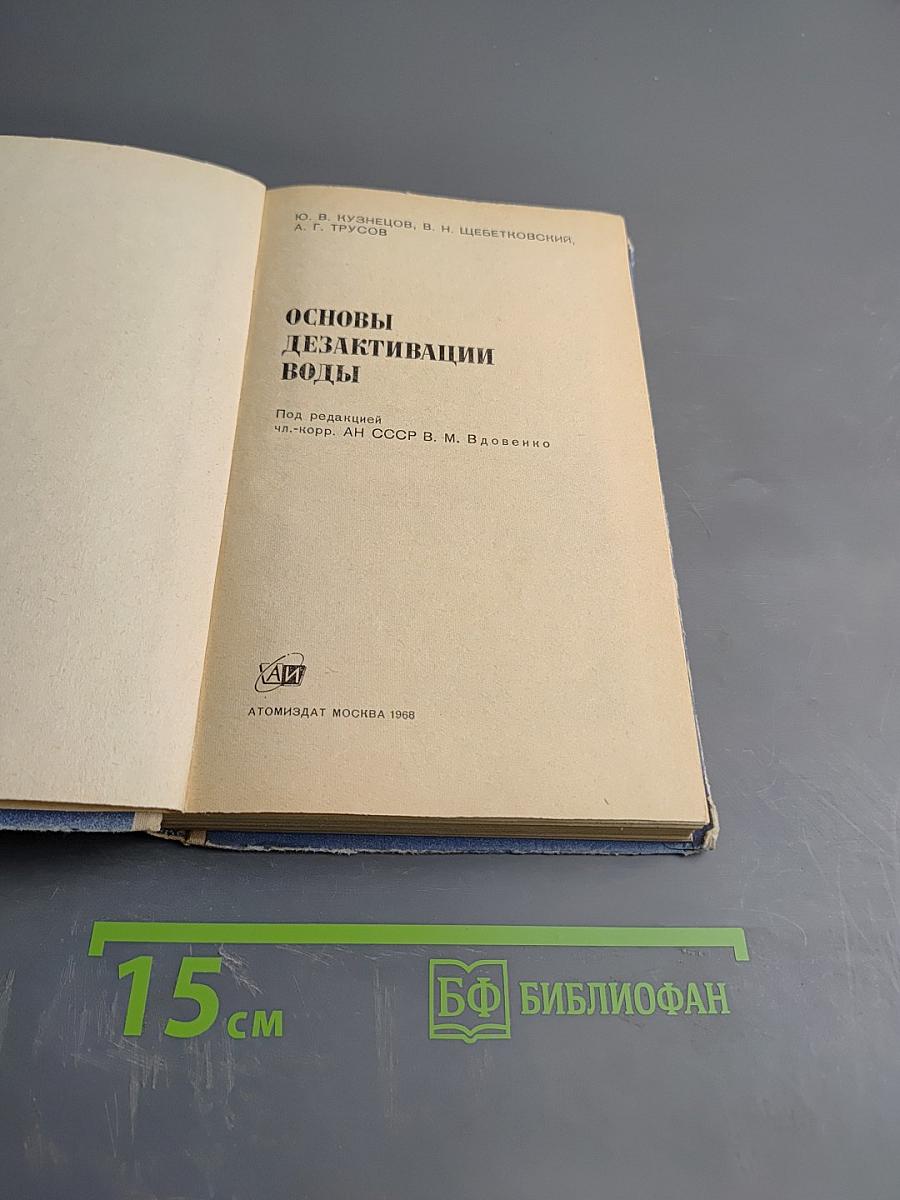 Ю. В. КУЗНЕЦОВ, В. Н. ЩЕБЕТКОВСКИЙ,
А. Г. ТРУСОВ
ОСНОВЫ
ДЕЗАКТИВАЦИИ
ВОДЫ
Под редакцией
чл.-корр. АН СССР В. М. Вдовенко
АИ
АТОМИЗДАТ МОСКВА 1968
15 см
БФ БИБЛИОФАН